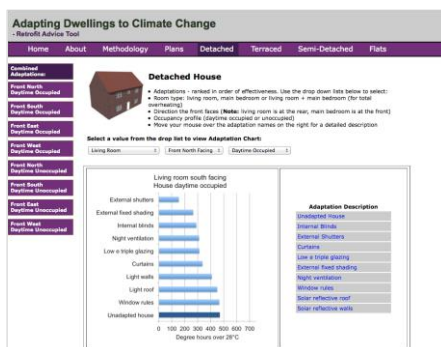 Adapting Dwellings to Climate Change
- Retrofit Advice Tool
Home About Methodology Plans Detached Terraced Semi-Detached Flats
Combined
Adaptations:
Front North
Daytime Occupied
Front South
Daytime Occupied
Front East
Daytime Occupied
Front West
Daytime Occupied
Front North
Daytime Unoccupied
Front South
Daytime Unoccupied
Front East
Daytime Unoccupied
Front West
Daytime Unoccupied
Detached House
• Adaptations - ranked in order of effectiveness. Use the drop down lists below to select:
• Room type: living room, main bedroom or living room + main bedroom (for total
overheating)
• Direction the front faces (Note: living room is at the rear, main bedroom is at the front)
• Occupancy profile (daytime occupied or unoccupied)
• Move your mouse over the adaptation names on the right for a detailed description
Select a value from the drop list to view Adaptation Chart:
Living Room Front North Facing Daytime Occupied
Living room south facing
House daytime occupied
External shutters
External fixed shading
Internal blinds
Night ventilation
Low e triple glazing
Curtains
Light walls
Light roof
Window rules
Unadapted house
0 100 200 300 400 500 600 700
Degree hours over 28°C
Adaptation Description
Unadapted House
Internal Blinds
External Shutters
Curtains
Low e triple glazing
External fixed shading
Night ventilation
Window rules
Solar reflective roof
Solar reflective walls